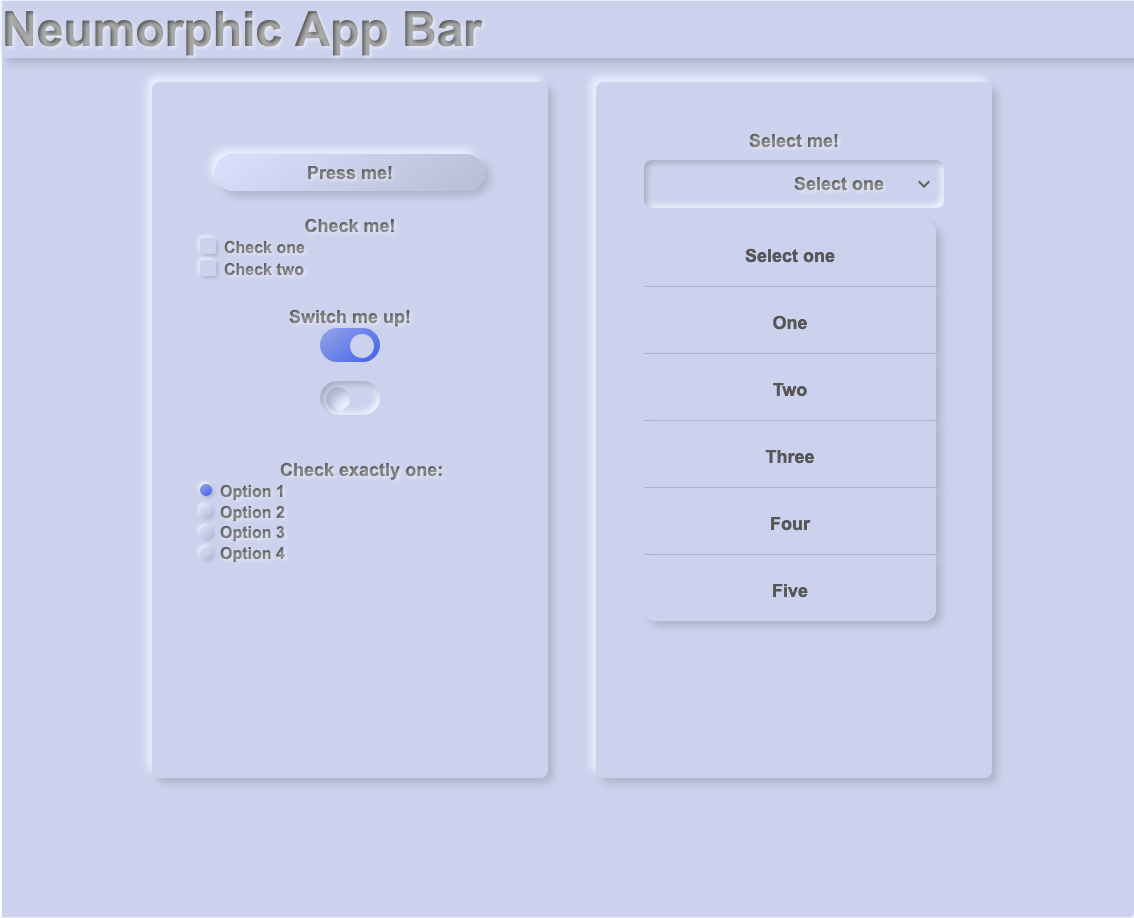 Neumorphic App Bar
Press me!
Check me!
Check one
Check two
Switch me up!
Check exactly one:
Option 1
Option 2
Option 3
Option 4
Select me!
Select one
Select one
One
Two
Three
Four
Five